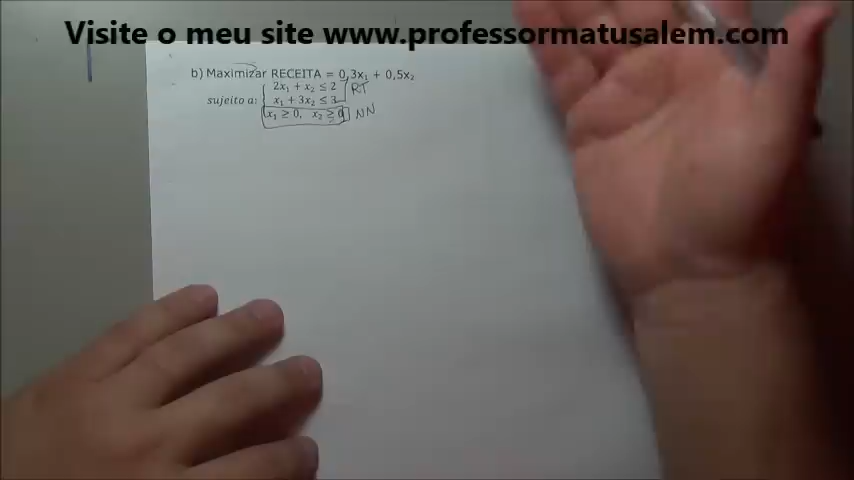 Visite o meu site www.professormatusalem.com
b) Maximizar RECEITA = 0,3x₁ + 0,5x₂
2x₁ + x₂ ≤ 2 RT
sujeito a: x₁ + 3x₂ ≤ 3
x₁ ≥ 0, x₂ ≥ 0 NN